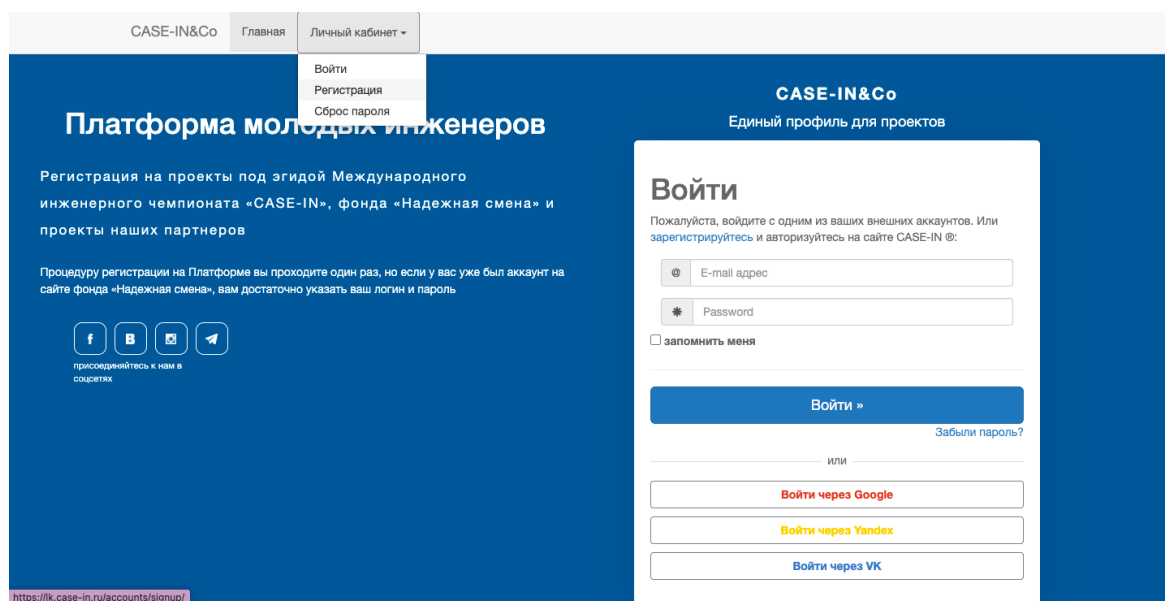 CASE-IN&Co
Главная
Личный кабинет
Войти
Регистрация
Сброс пароля
Платформа молодых инженеров
Регистрация на проекты под эгидой Международного
инженерного чемпионата «CASE-IN», фонда «Надежная смена» и
проекты наших партнеров
Процедуру регистрации на Платформе вы проходите один раз, но если у вас уже был аккаунт на
сайте фонда «Надежная смена», вам достаточно указать ваш логин и пароль
присоединяйтесь к нам в
соцсетях
CASE-IN&Co
Единый профиль для проектов
Войти
Пожалуйста, войдите с одним из ваших внешних аккаунтов. Или
зарегистрируйтесь и авторизуйтесь на сайте CASE-IN ®:
@ E-mail адрес
Password
запомнить меня
Войти »
Забыли пароль?
или
Войти через Google
Войти через Yandex
Войти через VK
https://lk.case-in.ru/accounts/signup/